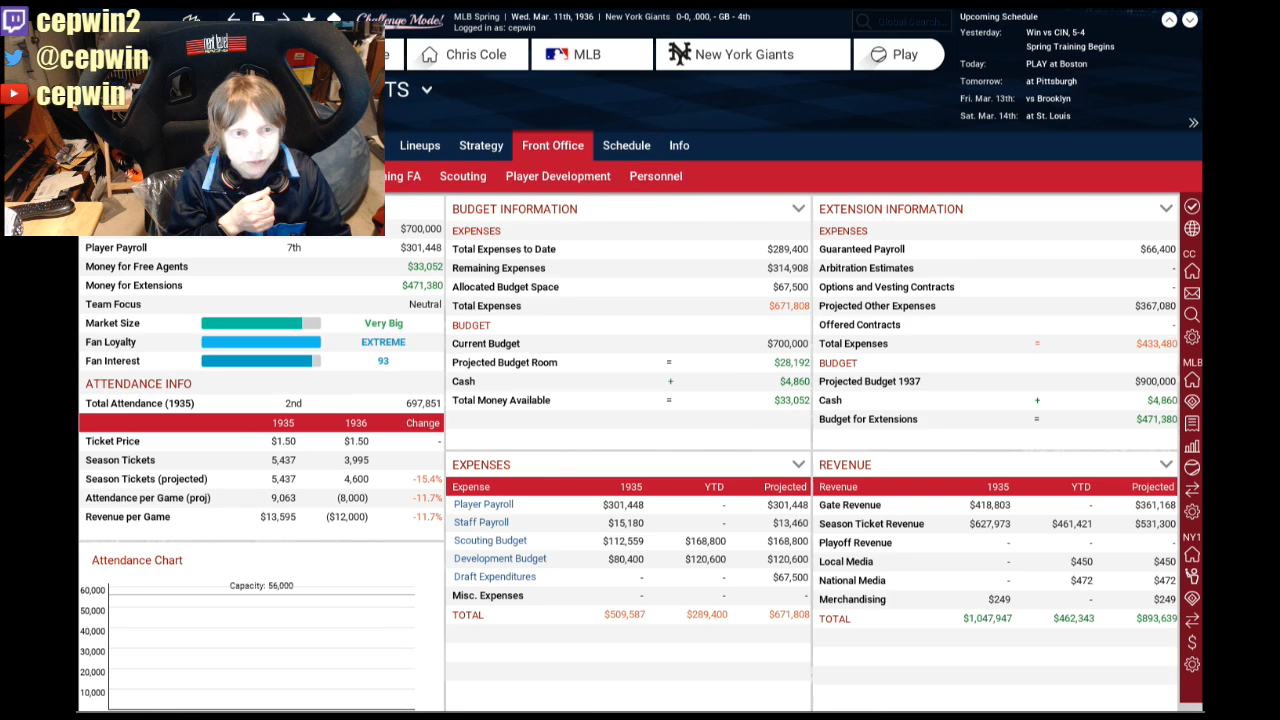 cepwin2
@cepwin
cepwin
Challenge Mode!
MLB Spring | Wed. Mar. 11th, 1936 | New York Giants 0-0, .000, - GB - 4th
Logged in as: cepwin
Global Search...
Upcoming Schedule
Yesterday: Win vs CIN, 5-4
Spring Training Begins
Today: PLAY at Boston
Tomorrow: at Pittsburgh
Fri. Mar. 13th: vs Brooklyn
Sat. Mar. 14th: at St. Louis
e Chris Cole MLB New York Giants Play
TS
Lineups Strategy Front Office Schedule Info
ning FA Scouting Player Development Personnel
next level
$700,000
Player Payroll 7th $301,448
Money for Free Agents $33,052
Money for Extensions $471,380
Team Focus Neutral
Market Size Very Big
Fan Loyalty EXTREME
Fan Interest 93
ATTENDANCE INFO
Total Attendance (1935) 2nd 697,851
1935 1936 Change
Ticket Price $1.50 $1.50 -
Season Tickets 5,437 3,995
Season Tickets (projected) 5,437 4,600 -15.4%
Attendance per Game (proj) 9,063 (8,000) -11.7%
Revenue per Game $13,595 ($12,000) -11.7%
Attendance Chart
Capacity: 56,000
60,000
50,000
40,000
30,000
20,000
10,000
BUDGET INFORMATION
EXPENSES
Total Expenses to Date $289,400
Remaining Expenses $314,908
Allocated Budget Space $67,500
Total Expenses $671,808
BUDGET
Current Budget $700,000
Projected Budget Room = $28,192
Cash + $4,860
Total Money Available = $33,052
EXTENSION INFORMATION
EXPENSES
Guaranteed Payroll $66,400
Arbitration Estimates -
Options and Vesting Contracts -
Projected Other Expenses $367,080
Offered Contracts -
Total Expenses = $433,480
BUDGET
Projected Budget 1937 $900,000
Cash + $4,860
Budget for Extensions = $471,380
EXPENSES
Expense 1935 YTD Projected
Player Payroll $301,448 - $301,448
Staff Payroll $15,180 - $13,460
Scouting Budget $112,559 $168,800 $168,800
Development Budget $80,400 $120,600 $120,600
Draft Expenditures - - $67,500
Misc. Expenses - - -
TOTAL $509,587 $289,400 $671,808
REVENUE
Revenue 1935 YTD Projected
Gate Revenue $418,803 - $361,168
Season Ticket Revenue $627,973 $461,421 $531,300
Playoff Revenue - - -
Local Media - $450 $450
National Media - $472 $472
Merchandising $249 - $249
TOTAL $1,047,947 $462,343 $893,639
CC
MLB
NY1